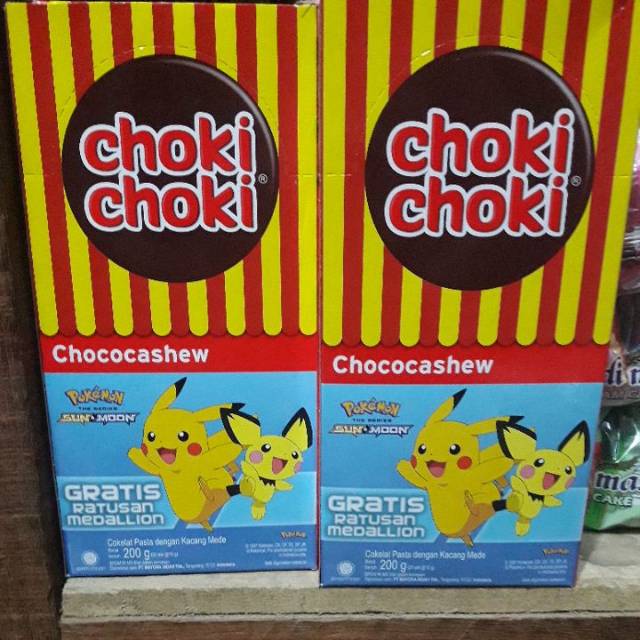 choki
choki
®
Chococashew
POKÉMON
THE SERIES
SUN & MOON
GRATIS
RATUSAN
MEDALLION
Cokelat Pasta dengan Kacang Mede
200 g
choki
choki
®
Chococashew
POKÉMON
THE SERIES
SUN & MOON
GRATIS
RATUSAN
MEDALLION
Cokelat Pasta dengan Kacang Mede
200 g
CAKE